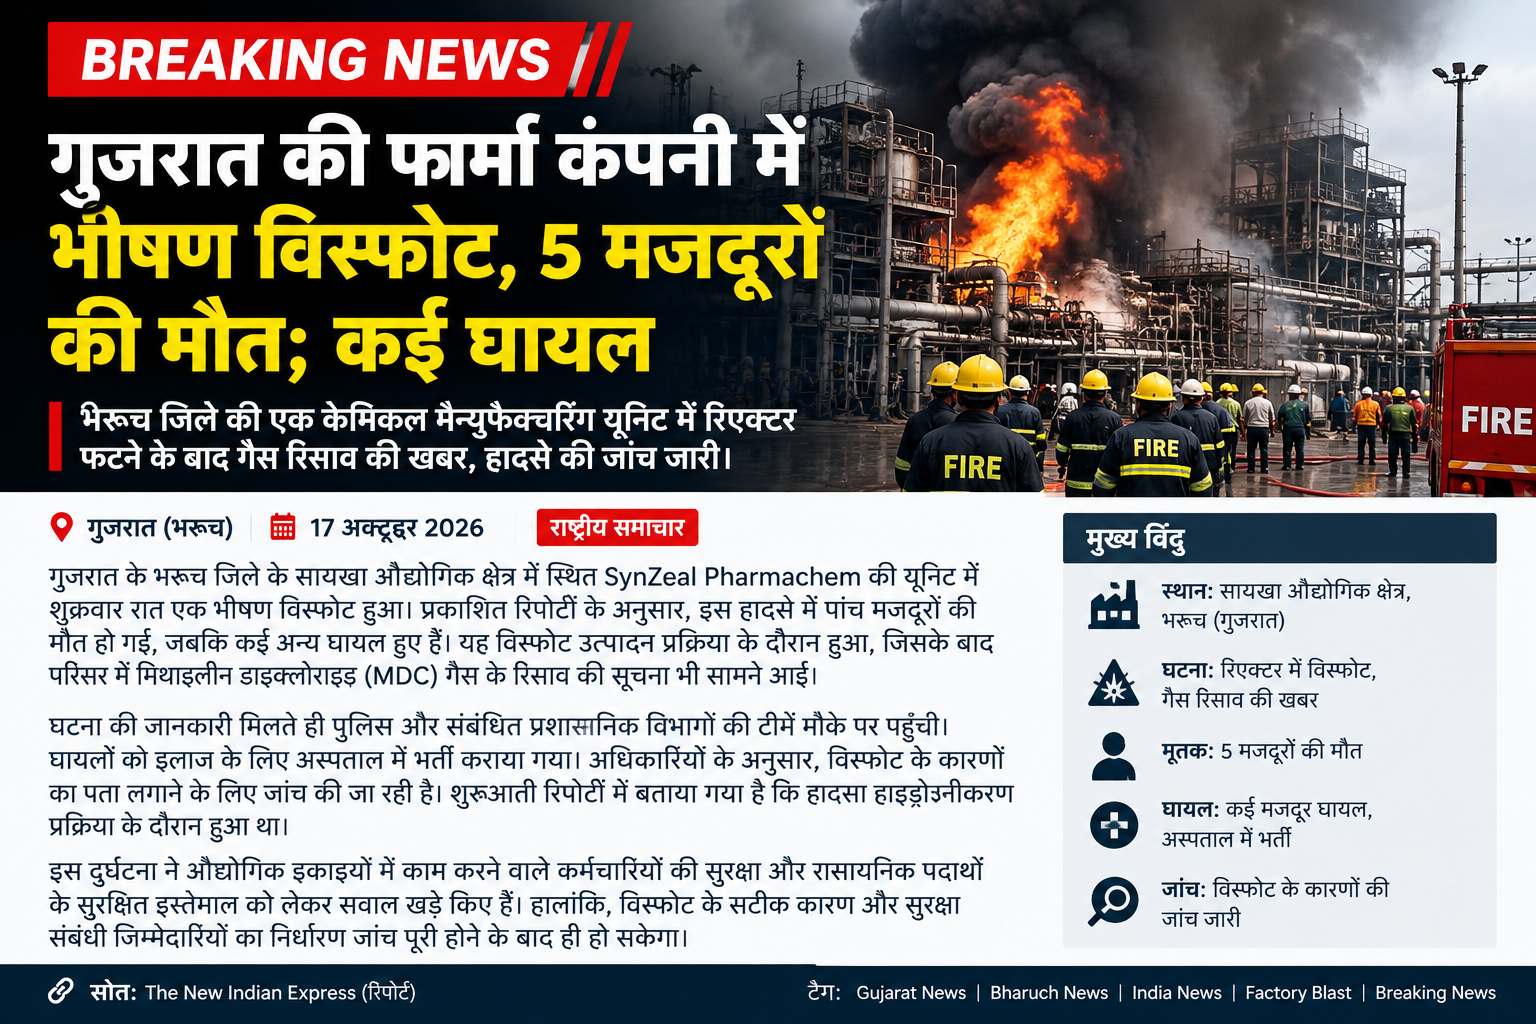 BREAKING NEWS
गुजरात की फार्मा कंपनी में
भीषण विस्फोट, 5 मजदूरों
की मौत; कई घायल
भरूच जिले की एक केमिकल मैन्युफैक्चरिंग यूनिट में रिएक्टर
फटने के बाद गैस रिसाव की खबर, हादसे की जांच जारी।
FIRE
FIRE
FIRE
गुजरात (भरूच)
17 2026
राष्ट्रीय समाचार
गुजरात के भरूच जिले के सायखा औद्योगिक क्षेत्र में स्थित SynZeal Pharmachem की यूनिट में
शुक्रवार रात एक भीषण विस्फोट हुआ। प्रकाशित रिपोर्टों के अनुसार, इस हादसे में पांच मजदूरों की
मौत हो गई, जबकि कई अन्य घायल हुए हैं। यह विस्फोट उत्पादन प्रक्रिया के दौरान हुआ, जिसके बाद
परिसर में मिथाइलीन डाइक्लोराइड (MDC) गैस के रिसाव की सूचना भी सामने आई।
घटना की जानकारी मिलते ही पुलिस और संबंधित विभागों की टीमें मौके पर पहुंची।
घायलों को इलाज के लिए अस्पताल में भर्ती कराया गया। अधिकारियों के अनुसार, विस्फोट के कारणों
का पता लगाने के लिए जांच की जा रही है। शुरूआती रिपोर्टों में बताया गया है कि हादसा
प्रक्रिया के दौरान हुआ था।
इस दुर्घटना ने औद्योगिक इकाइयों में काम करने वाले कर्मचारियों की सुरक्षा और रासायनिक पदार्थों
के सुरक्षित इस्तेमाल को लेकर सवाल खड़े किए हैं। हालांकि, विस्फोट के सटीक कारण और सुरक्षा
संबंधी जिम्मेदारियों का निर्धारण जांच पूरी होने के बाद ही हो सकेगा।
मुख्य विंदु
स्थान: सायखा औद्योगिक क्षेत्र,
भरूच (गुजरात)
घटना: रिएक्टर में विस्फोट,
गैस रिसाव की खबर
मूतक: 5 मजदूरों की मौत
घायल: कई मजदूर घायल,
अस्पताल में भर्ती
जांच: विस्फोट के कारणों की
जांच जारी
सोत: The New Indian Express (रिपोर्ट)
टैग: Gujarat News | Bharuch News | India News | Factory Blast | Breaking News